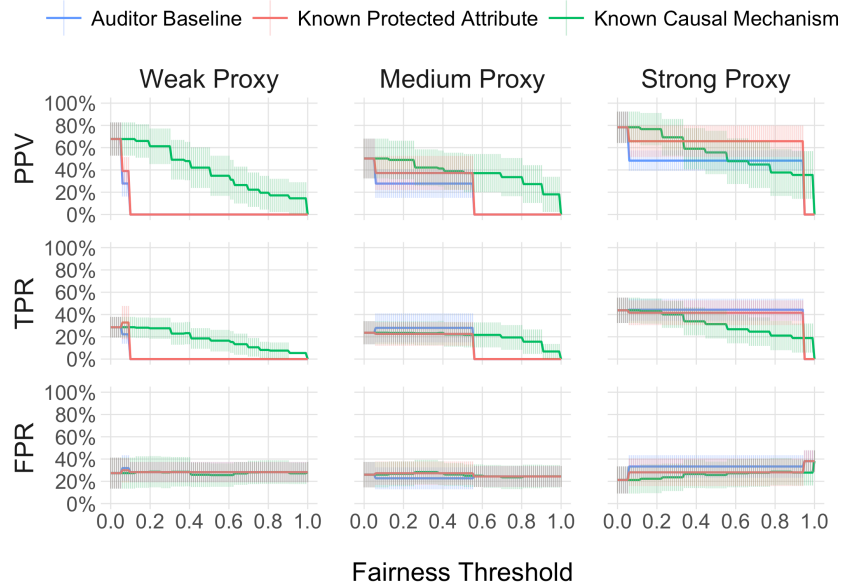 Auditor Baseline Known Protected Attribute Known Causal Mechanism
Weak Proxy Medium Proxy Strong Proxy
PPV
100%
80%
60%
40%
20%
0%
TPR
100%
80%
60%
40%
20%
0%
FPR
100%
80%
60%
40%
20%
0%
0.0 0.2 0.4 0.6 0.8 1.0 0.0 0.2 0.4 0.6 0.8 1.0 0.0 0.2 0.4 0.6 0.8 1.0
Fairness Threshold